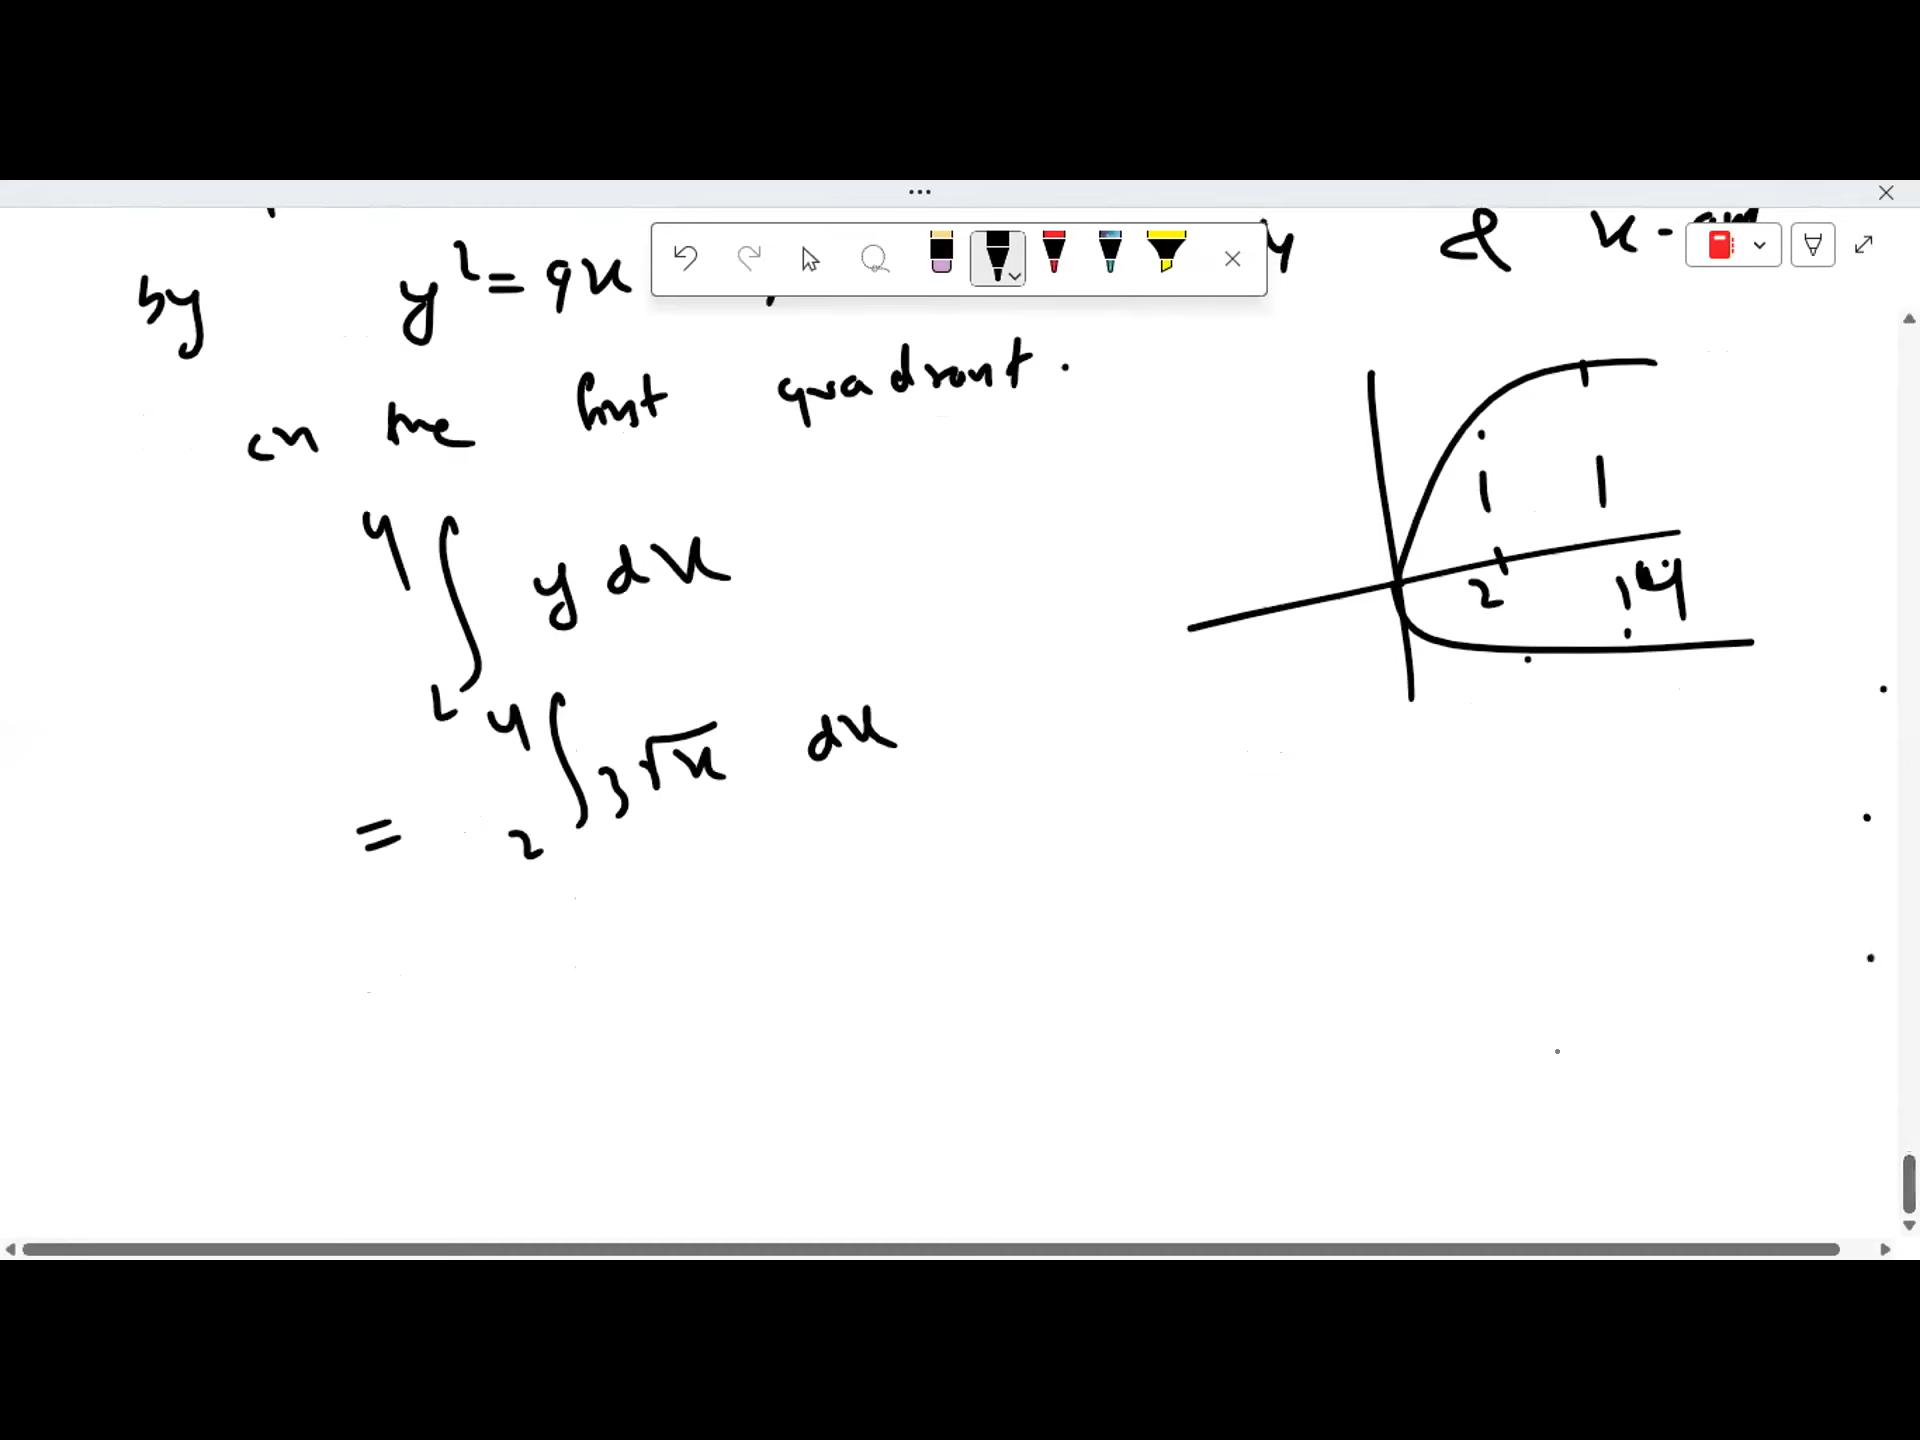 & x-
by y² = 9x
in the first quadrant.
4∫2 y dx
= 4∫2 3√x dx
2 4